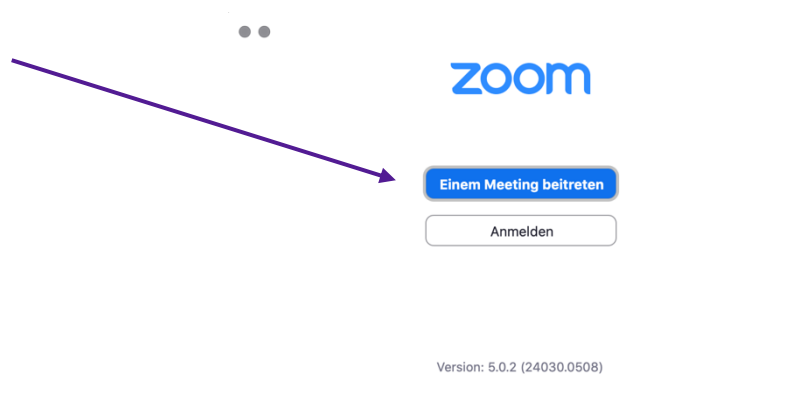 zoom
Einem Meeting beitreten
Anmelden
Version: 5.0.2 (24030.0508)